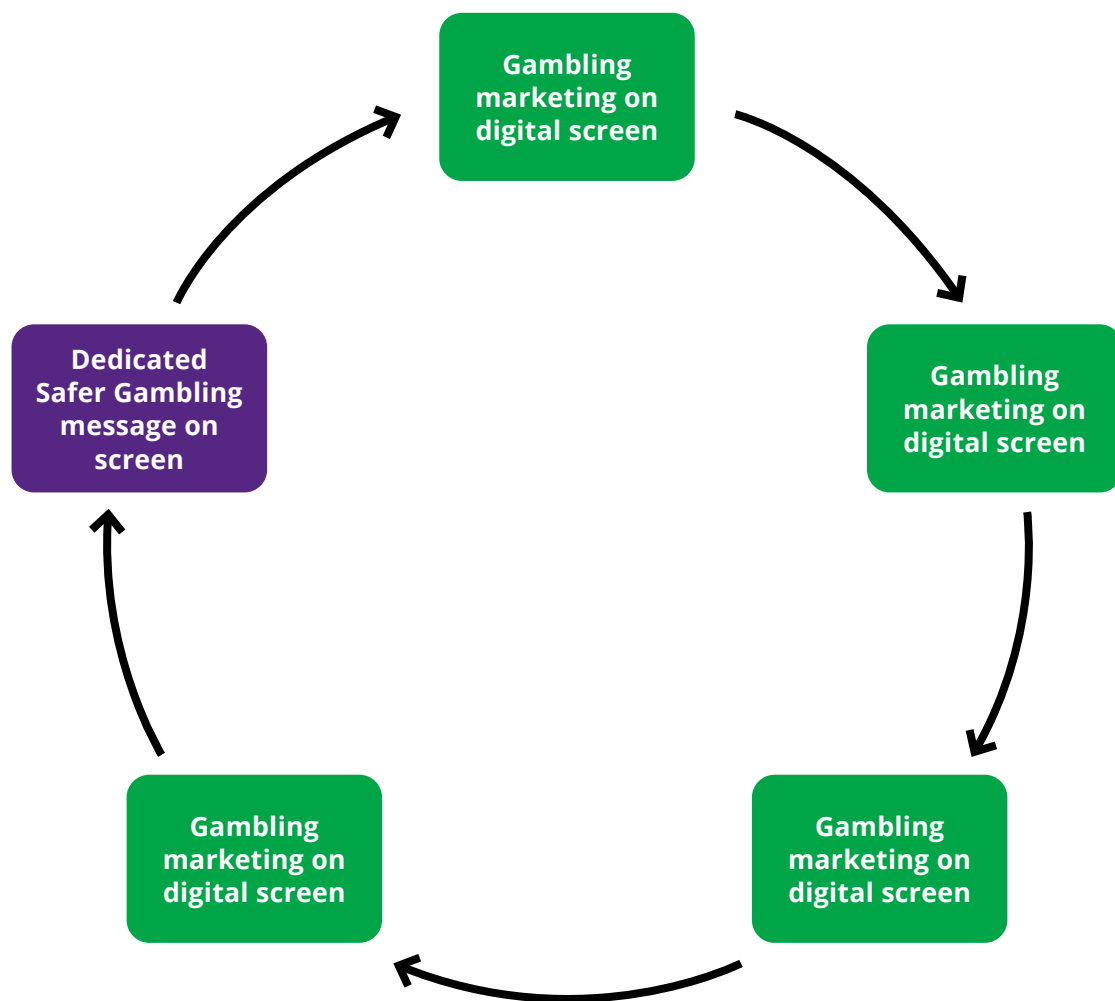 Gambling
marketing on
digital screen
Dedicated
Safer Gambling
message on
screen
Gambling
marketing on
digital screen
Gambling
marketing on
digital screen
Gambling
marketing on
digital screen